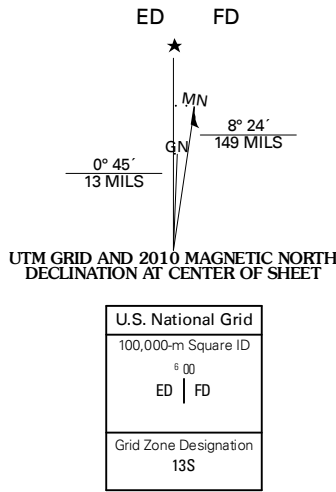 ED FD
MN
GN
8° 24´
149 MILS
0° 45´
13 MILS
UTM GRID AND 2010 MAGNETIC NORTH
DECLINATION AT CENTER OF SHEET
U.S. National Grid
100,000-m Square ID
6 00
ED FD
Grid Zone Designation
13S